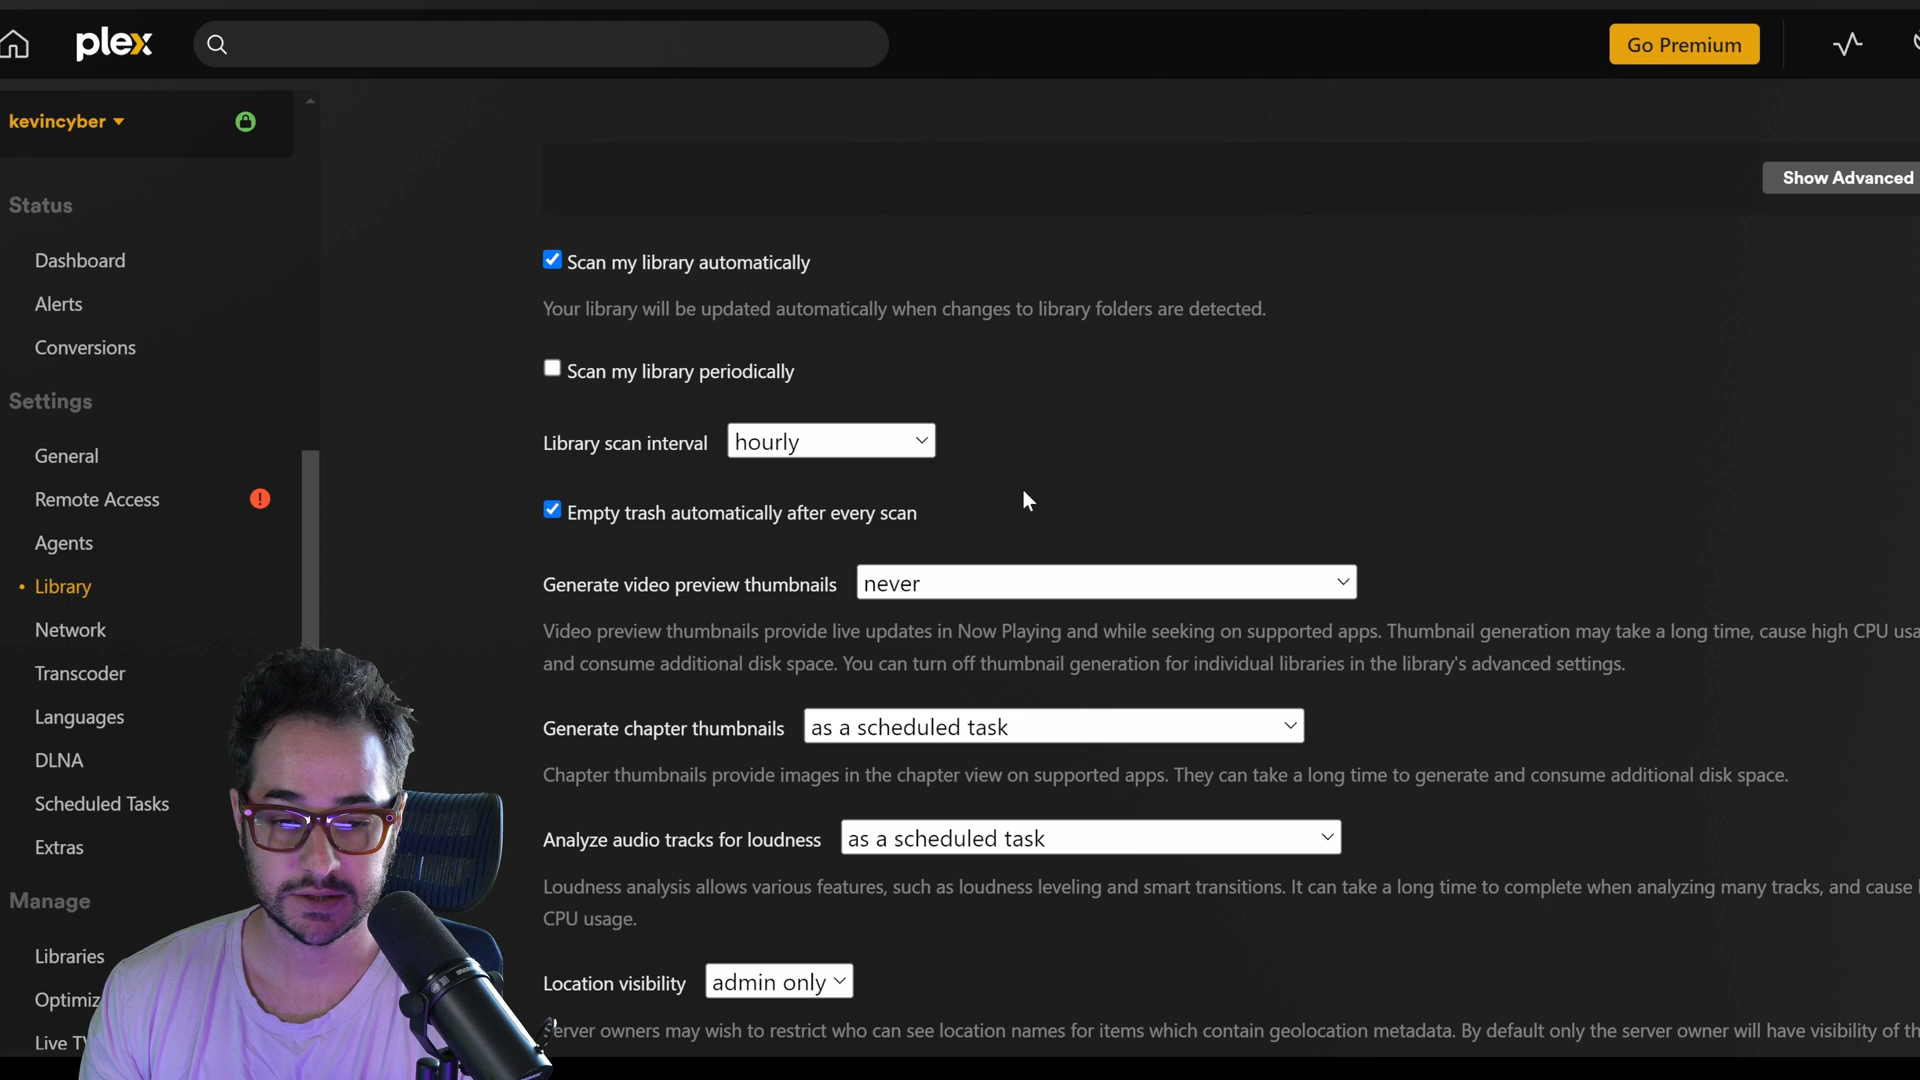 plex
Go Premium
kevincyber
Show Advanced
Status
Dashboard
Alerts
Conversions
Settings
General
Remote Access
!
Agents
Library
Network
Transcoder
Languages
DLNA
Scheduled Tasks
Extras
Manage
Libraries
Optimiz
Live T
Scan my library automatically
Your library will be updated automatically when changes to library folders are detected.
Scan my library periodically
Library scan interval hourly
Empty trash automatically after every scan
Generate video preview thumbnails never
Video preview thumbnails provide live updates in Now Playing and while seeking on supported apps. Thumbnail generation may take a long time, cause high CPU usa
and consume additional disk space. You can turn off thumbnail generation for individual libraries in the library's advanced settings.
Generate chapter thumbnails as a scheduled task
Chapter thumbnails provide images in the chapter view on supported apps. They can take a long time to generate and consume additional disk space.
Analyze audio tracks for loudness as a scheduled task
Loudness analysis allows various features, such as loudness leveling and smart transitions. It can take a long time to complete when analyzing many tracks, and cause
CPU usage.
Location visibility admin only
erver owners may wish to restrict who can see location names for items which contain geolocation metadata. By default only the server owner will have visibility of th